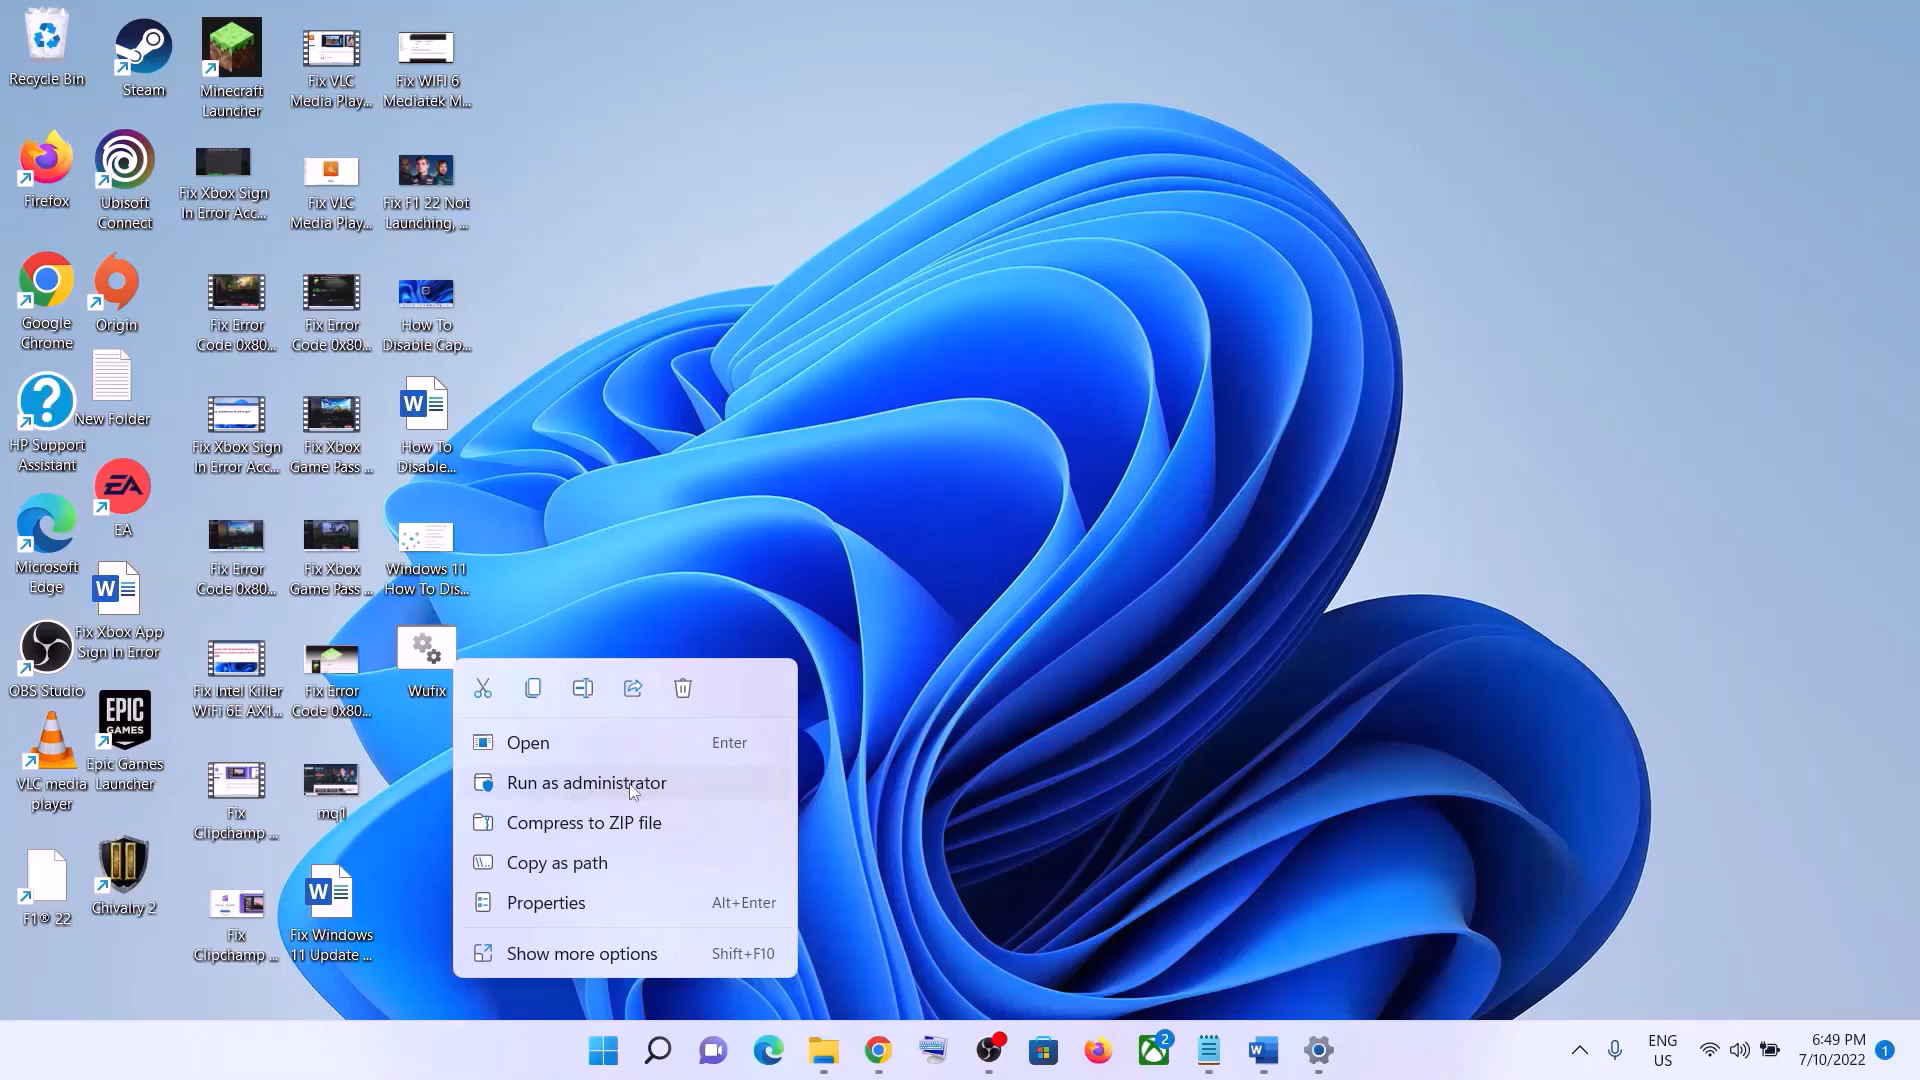 Recycle Bin
Steam
Minecraft
Launcher
Fix VLC
Media Play...
Fix WIFI 6
Mediatek M...
Firefox
Ubisoft
Connect
Fix Xbox Sign
In Error Acc...
Fix VLC
Media Play...
Fix F1 22 Not
Launching, ...
Google
Chrome
Origin
Fix Error
Code 0x80...
Fix Error
Code 0x80...
How To
Disable Cap...
HP Support
Assistant
New Folder
Fix Xbox Sign
In Error Acc...
Fix Xbox
Game Pass ...
How To
Disable...
Microsoft
Edge
EA
EA
Fix Error
Code 0x80...
Fix Xbox
Game Pass ...
Windows 11
How To Dis...
OBS Studio
Fix Xbox App
Sign In Error
Fix Intel Killer
WiFi 6E AX1...
Fix Error
Code 0x80...
Wufix
VLC media
player
EPIC
GAMES
Epic Games
Launcher
Fix
Clipchamp ...
mq1
F1® 22
Chivalry 2
Fix
Clipchamp ...
Fix Windows
11 Update ...
Open Enter
Run as administrator
Compress to ZIP file
Copy as path
Properties Alt+Enter
Show more options Shift+F10
2
ENG
US
6:49 PM
7/10/2022
1